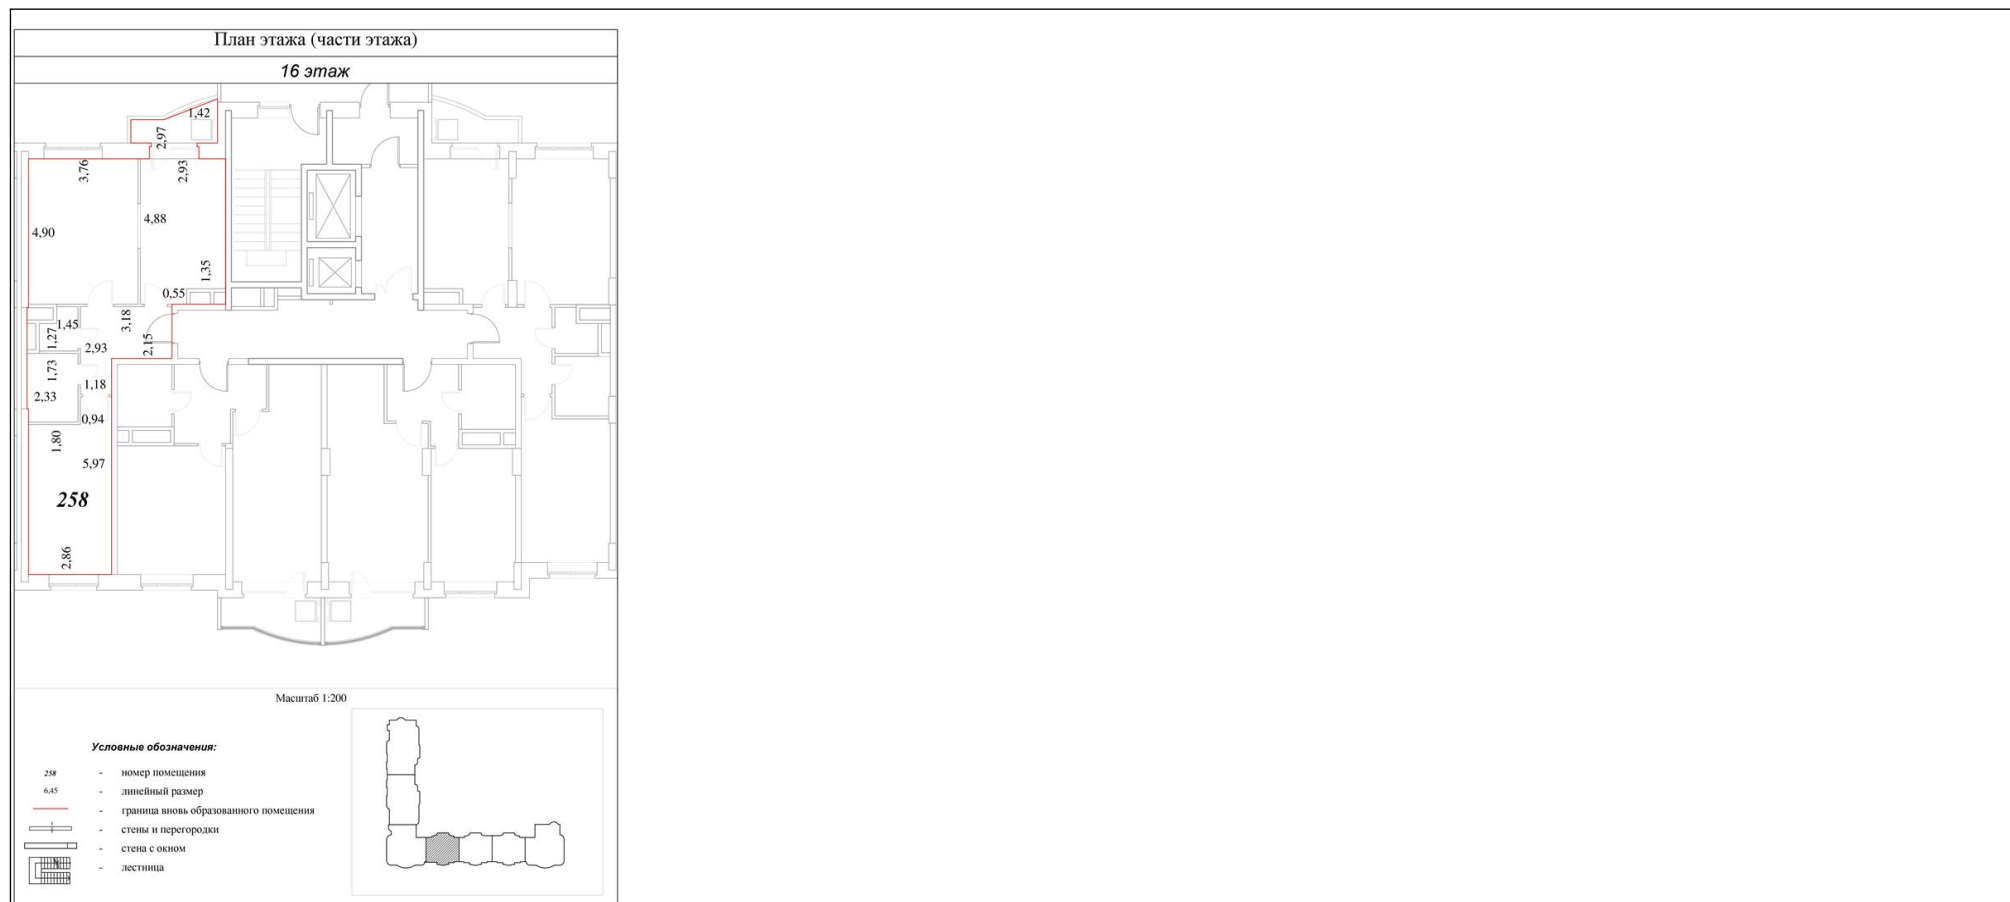 План этажа (части этажа)
16 этаж
1,42
2,97
3,76
2,93
4,88
4,90
1,35
0,55
3,18
1,45
1,27
2,15
2,93
1,73
1,18
2,33
0,94
1,80
5,97
258
2,86
Масштаб 1:200
Условные обозначения:
258 - номер помещения
6,45 - линейный размер
- граница вновь образованного помещения
- стены и перегородки
- стена с окном
- лестница